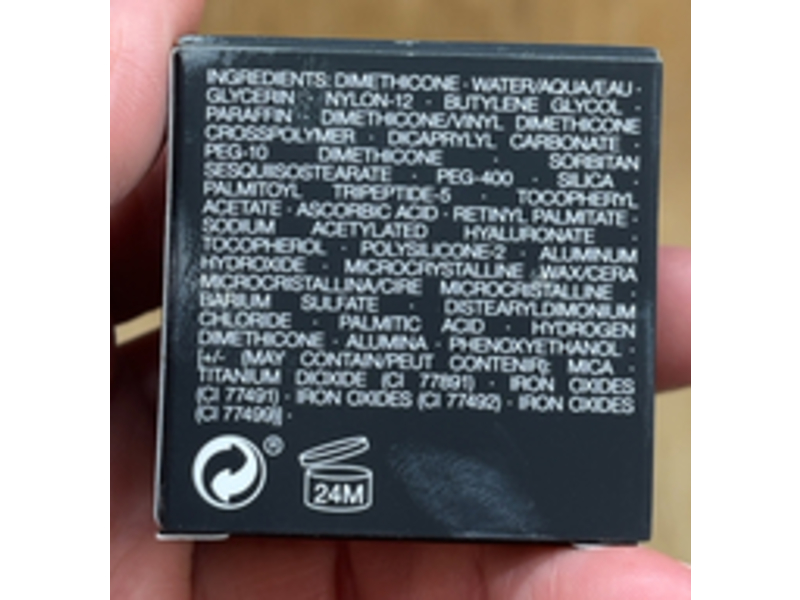 INGREDIENTS: DIMETHICONE · WATER/AQUA/EAU ·
GLYCERIN · NYLON-12 · BUTYLENE GLYCOL ·
PARAFFIN · DIMETHICONE/VINYL DIMETHICONE
CROSSPOLYMER · DICAPRYLYL CARBONATE ·
PEG-10 DIMETHICONE · SORBITAN
SESQUIISOSTEARATE · PEG-400 · SILICA ·
PALMITOYL TRIPEPTIDE-5 · TOCOPHERYL
ACETATE · ASCORBIC ACID · RETINYL PALMITATE ·
SODIUM ACETYLATED HYALURONATE ·
TOCOPHEROL · POLYSILICONE-2 · ALUMINUM
HYDROXIDE · MICROCRYSTALLINE WAX/CERA
MICROCRISTALLINA/CIRE MICROCRISTALLINE ·
BARIUM SULFATE · DISTEARYLDIMONIUM
CHLORIDE · PALMITIC ACID · HYDROGEN
DIMETHICONE · ALUMINA · PHENOXYETHANOL ·
[+/- (MAY CONTAIN/PEUT CONTENIR): MICA ·
TITANIUM DIOXIDE (CI 77891) · IRON OXIDES
(CI 77491) · IRON OXIDES (CI 77492) · IRON OXIDES
(CI 77499)] ·
®
24M